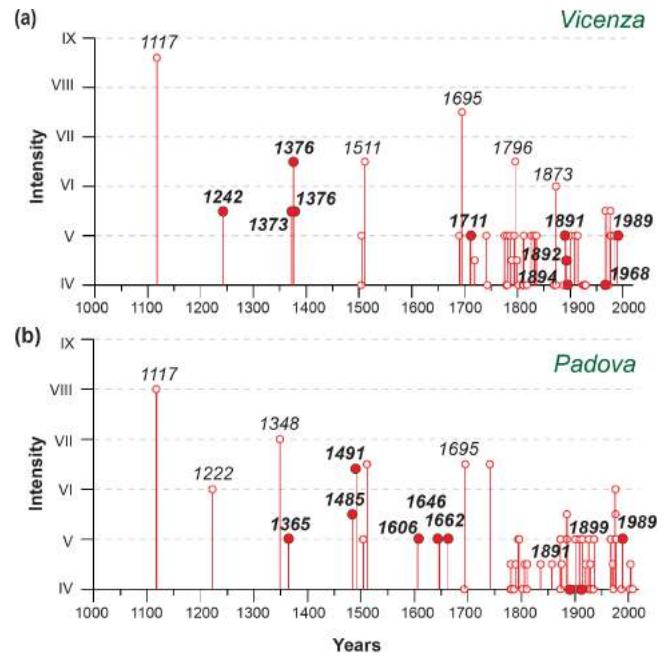 (a)
Vicenza
IX
VIII
VII
VI
V
IV
Intensity
1117
1242
1376
1376
1373
1511
1695
1711
1796
1873
1891
1892
1894
1989
1968
1000 1100 1200 1300 1400 1500 1600 1700 1800 1900 2000
(b)
Padova
IX
VIII
VII
VI
V
IV
Intensity
1117
1222
1348
1365
1491
1485
1646
1606 1662
1695
1891
1899
1989
1000 1100 1200 1300 1400 1500 1600 1700 1800 1900 2000
Years